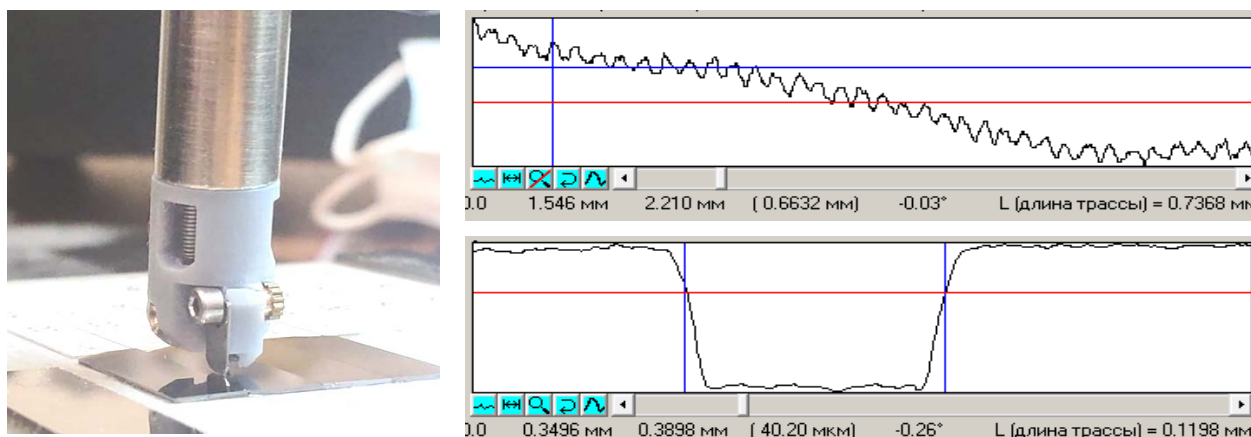 0.0 1.546 мм 2.210 мм ( 0.6632 мм) -0.03° L (длина трассы) = 0.7368 мм
0.0 0.3496 мм 0.3898 мм ( 40.20 мкм) -0.26° L (длина трассы) = 0.1198 мм